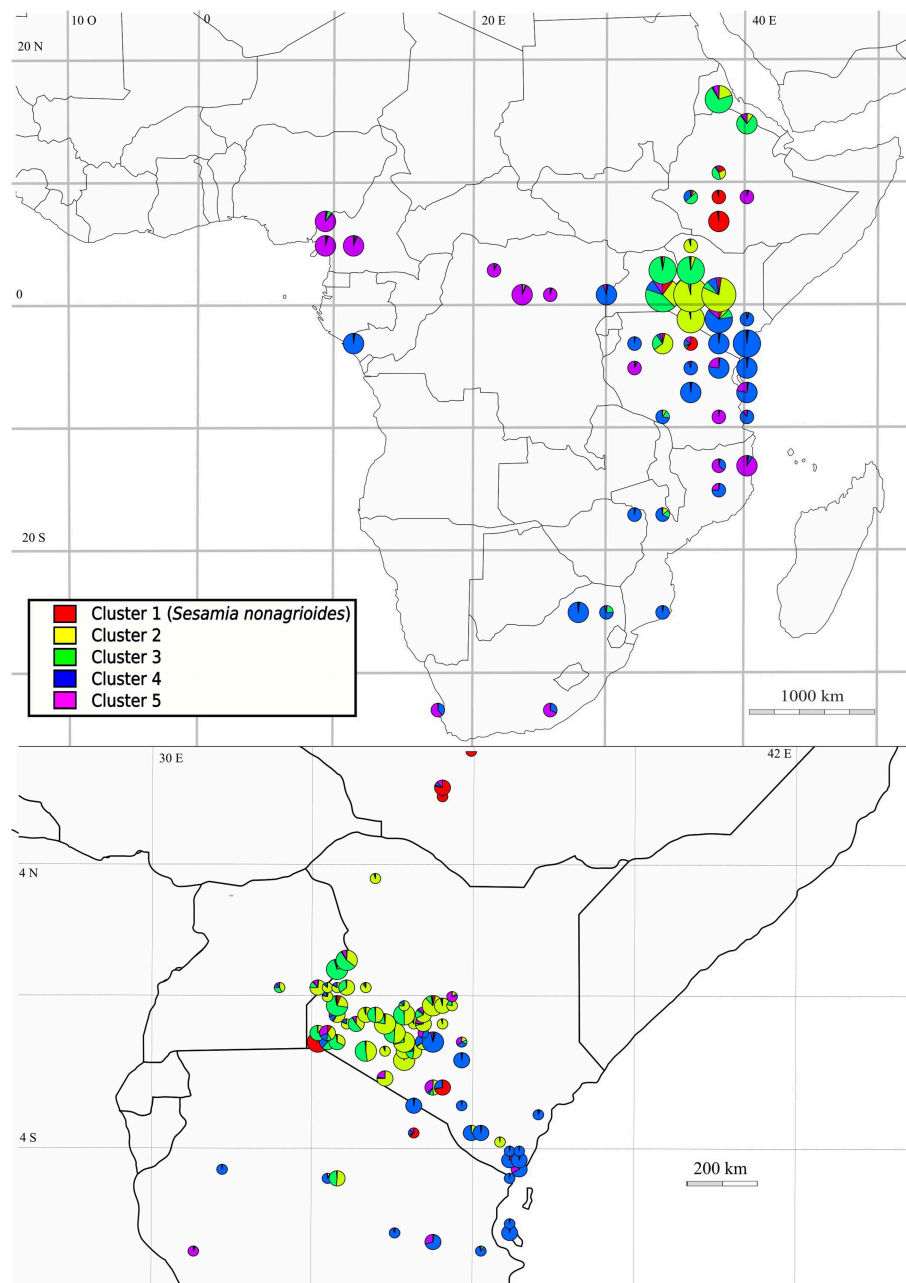 10 O
0
20 E
40 E
20 N
0
20 S
Cluster 1 (Sesamia nonagrioides)
Cluster 2
Cluster 3
Cluster 4
Cluster 5
1000 km
30 E
42 E
4 N
4 S
200 km